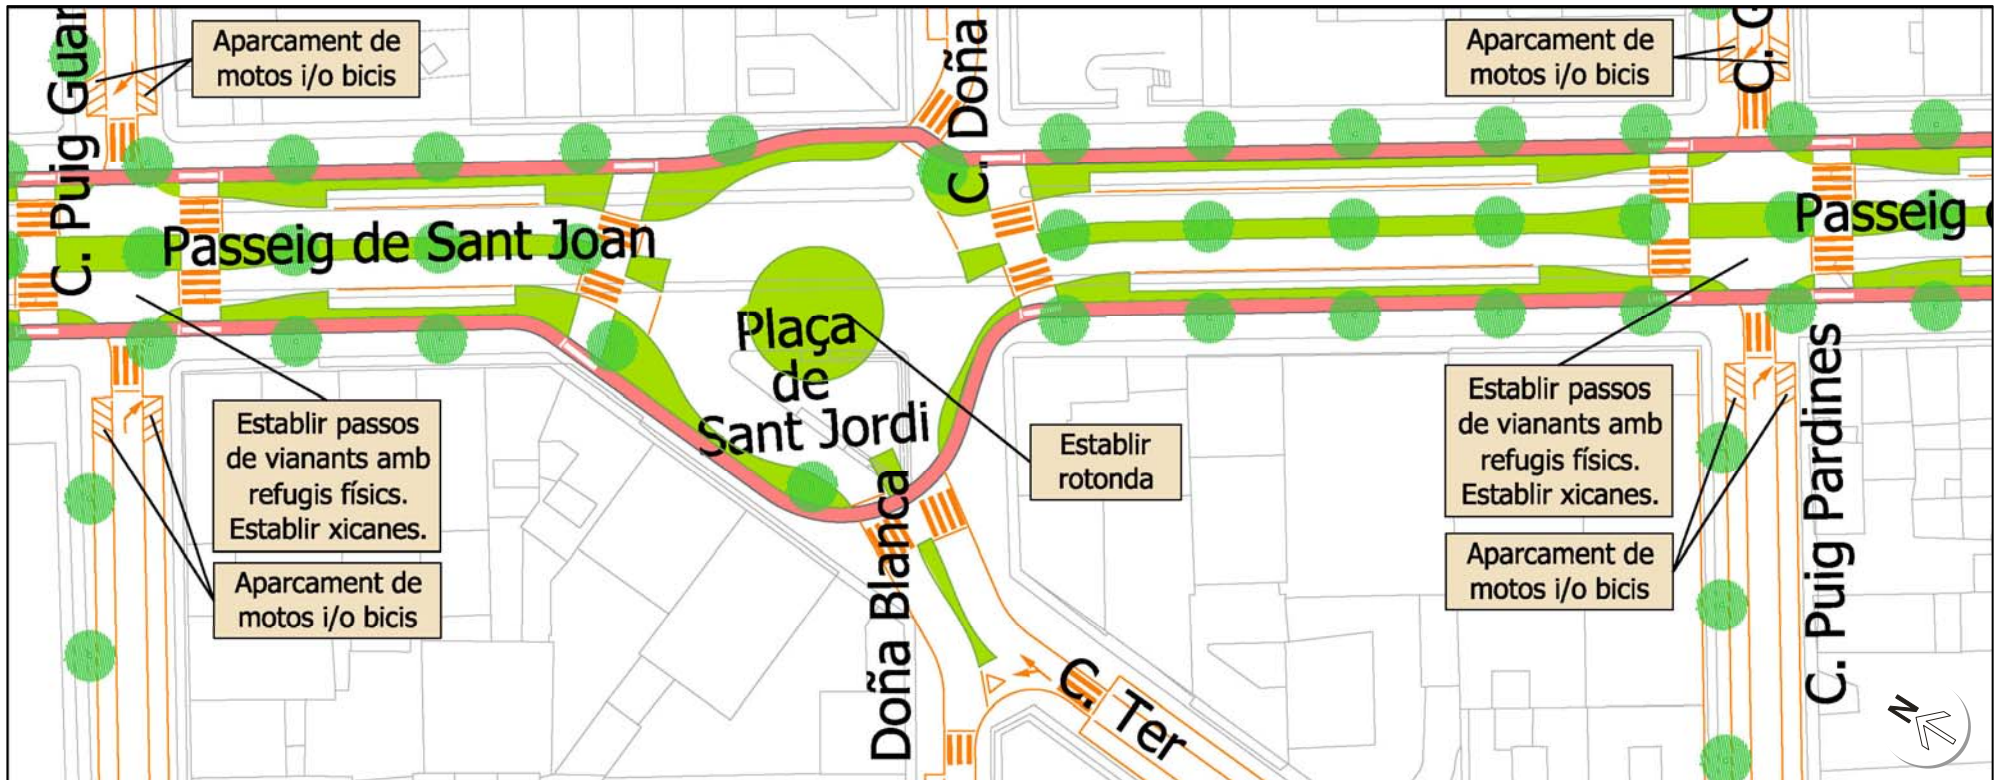 C. Puig Guar
Aparcament de
motos i/o bicis
C. Doña
Aparcament de
motos i/o bicis
C. G
Passeig de Sant Joan
Passeig
Plaça
de
Sant Jordi
Establir passos
de vianants amb
refugis físics.
Establir xicanes.
Aparcament de
motos i/o bicis
Establir
rotonda
Doña Blanca
C. Ter
Establir passos
de vianants amb
refugis físics.
Establir xicanes.
Aparcament de
motos i/o bicis
C. Puig Pardines
N